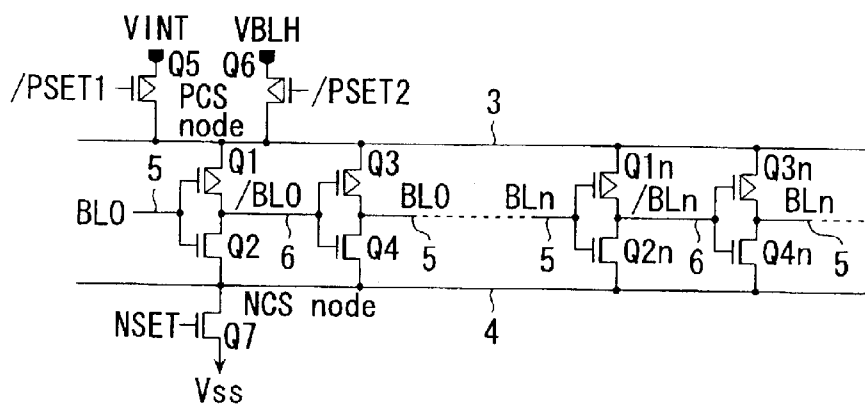 VINT VBLH
Q5 Q6
/PSET1 /PSET2
PCS node
3
Q1 Q3 Q1n Q3n
5 /BL0 BL0 BLn /BLn BLn
BL0
6 5 5 6 5
Q2 Q4 Q2n Q4n
NCS node
4
NSET Q7
Vss